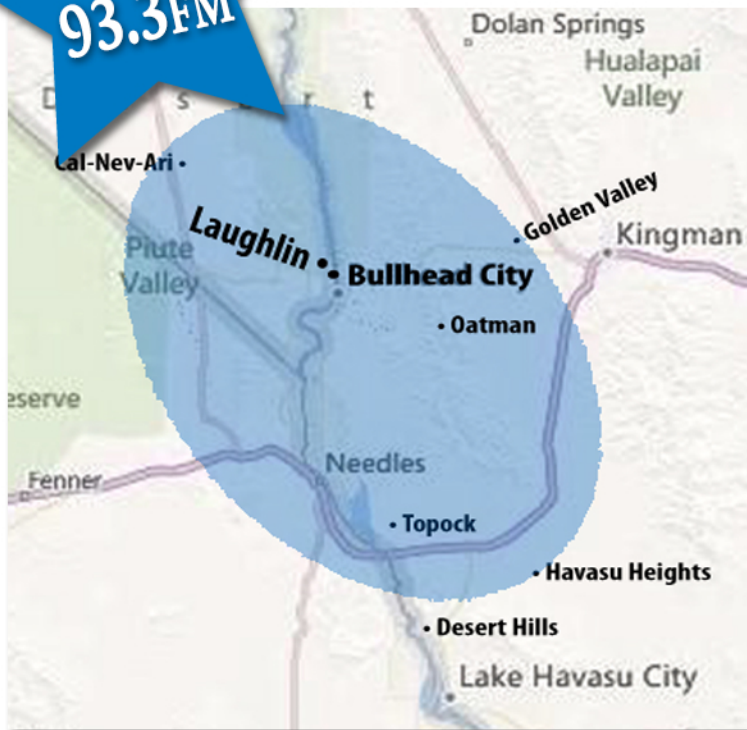 93.3FM
Dolan Springs
Hualapai
Valley
D s e r t
Cal-Nev-Ari
Golden Valley
Kingman
Laughlin
Piute
Valley
Bullhead City
Oatman
eserve
Needles
Fenner
Topock
Havasu Heights
Desert Hills
Lake Havasu City